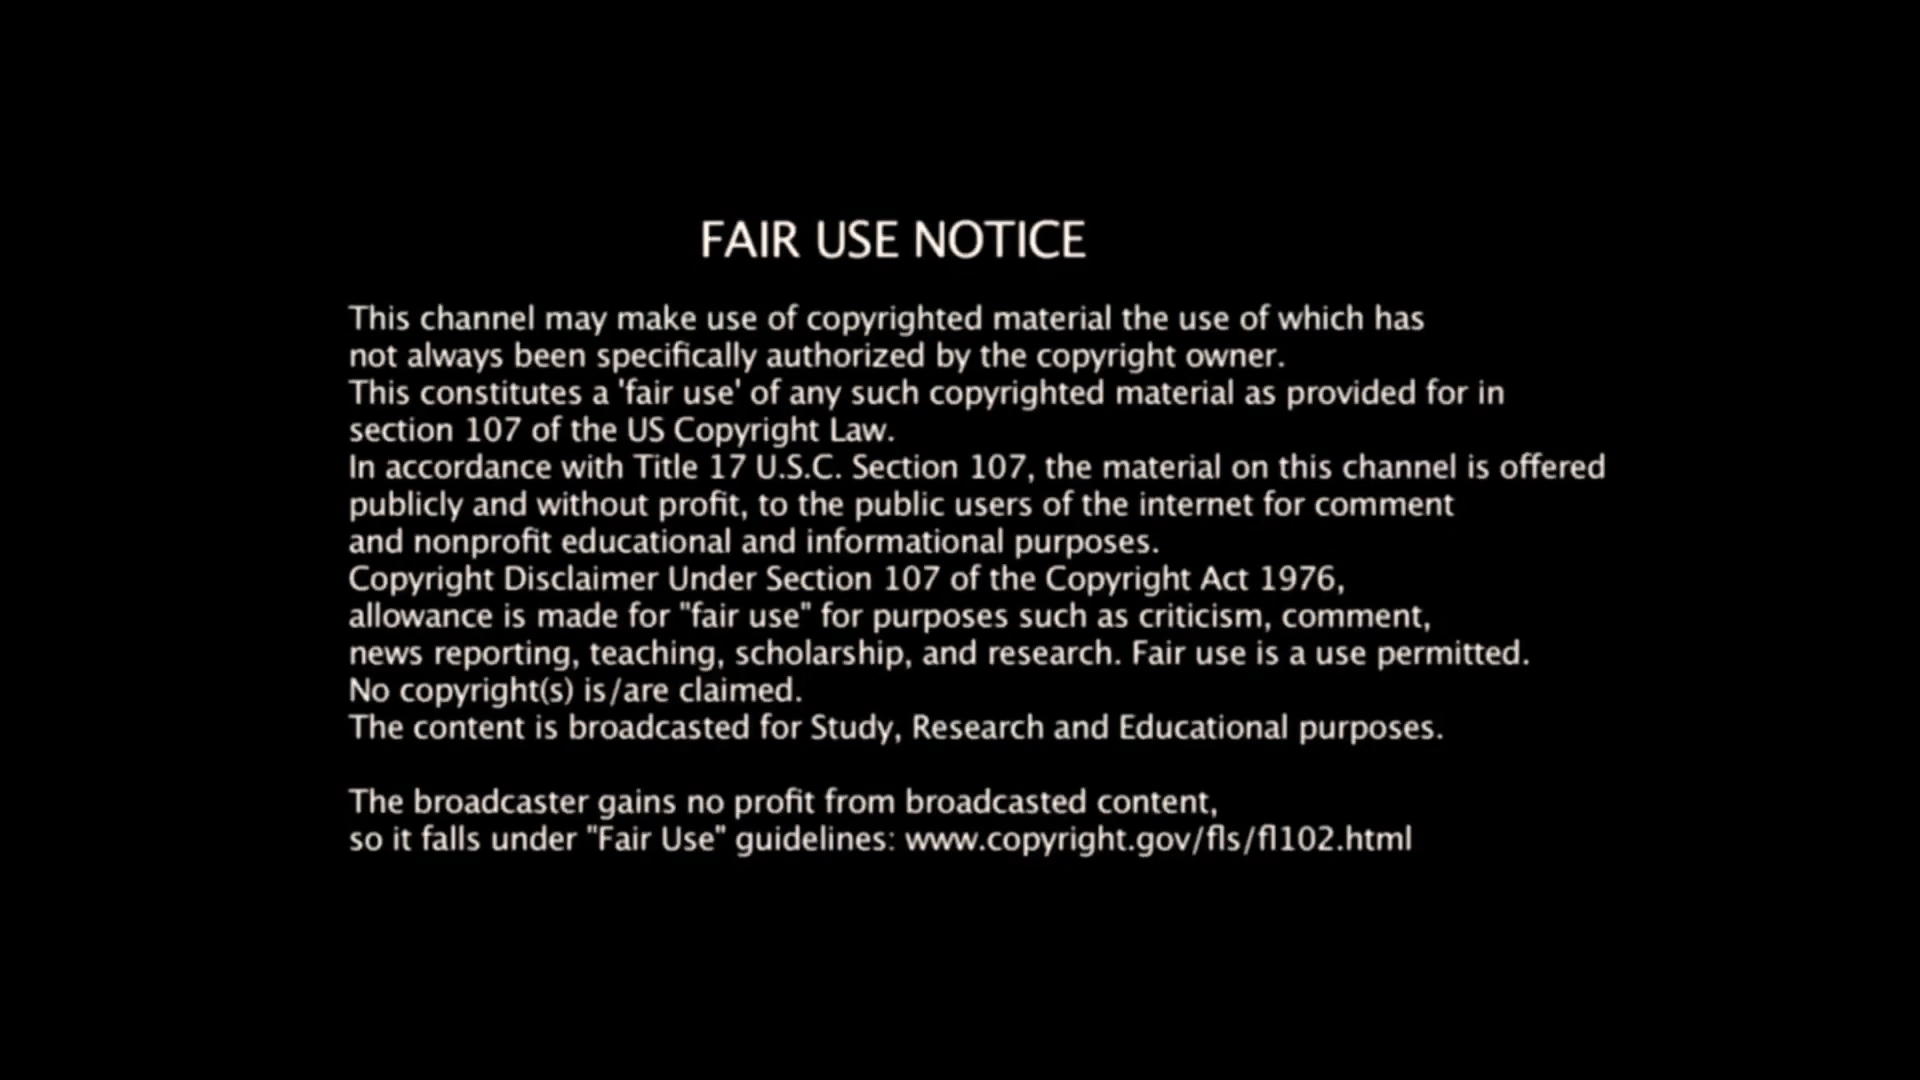 FAIR USE NOTICE
This channel may make use of copyrighted material the use of which has
not always been specifically authorized by the copyright owner.
This constitutes a 'fair use' of any such copyrighted material as provided for in
section 107 of the US Copyright Law.
In accordance with Title 17 U.S.C. Section 107, the material on this channel is offered
publicly and without profit, to the public users of the internet for comment
and nonprofit educational and informational purposes.
Copyright Disclaimer Under Section 107 of the Copyright Act 1976,
allowance is made for "fair use" for purposes such as criticism, comment,
news reporting, teaching, scholarship, and research. Fair use is a use permitted.
No copyright(s) is/are claimed.
The content is broadcasted for Study, Research and Educational purposes.
The broadcaster gains no profit from broadcasted content,
so it falls under "Fair Use" guidelines: www.copyright.gov/fls/fl102.html